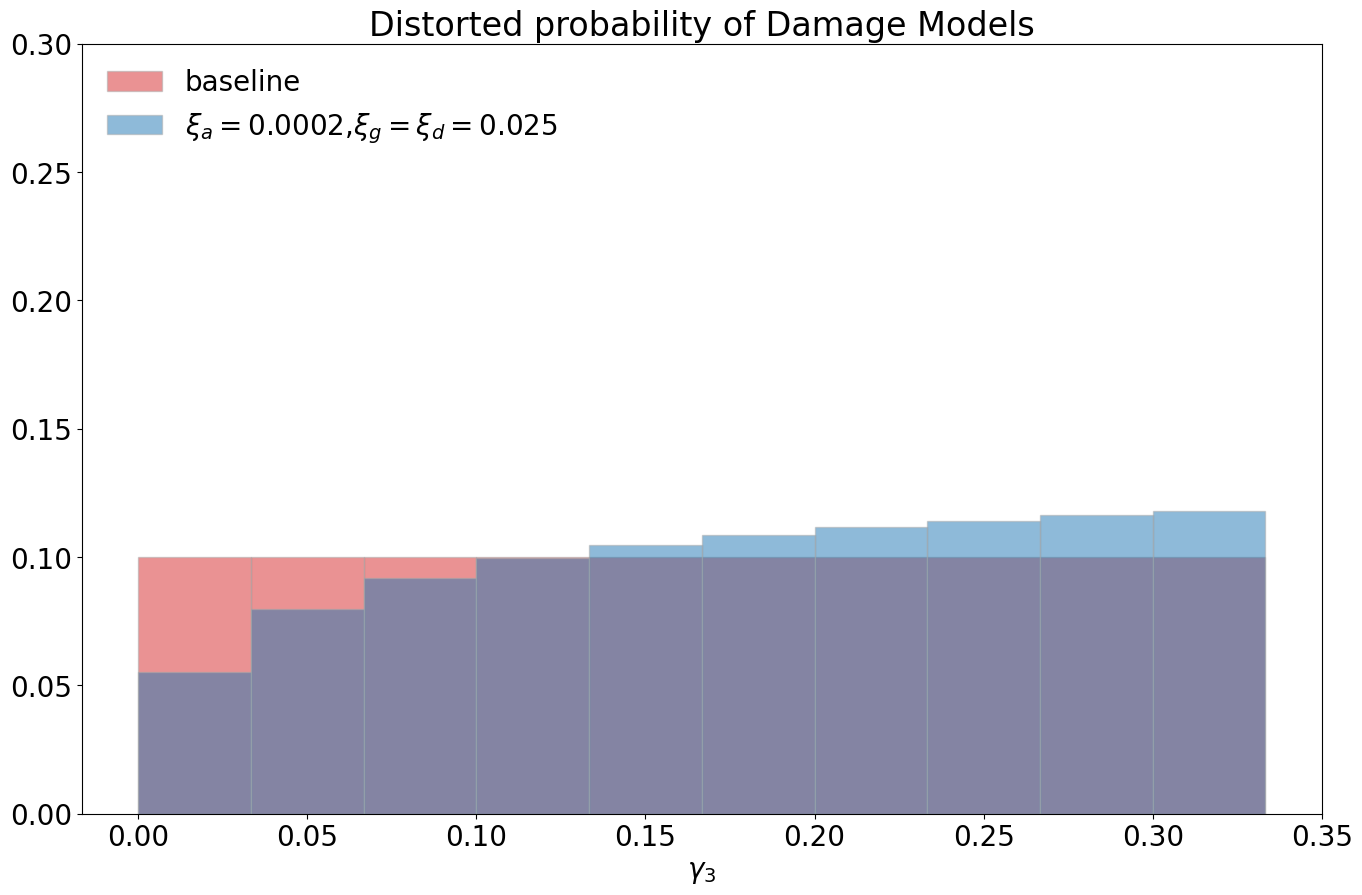 Distorted probability of Damage Models
0.30
0.25
0.20
0.15
0.10
0.05
0.00
baseline
ξₐ = 0.0002,ξ_g = ξ_d = 0.025
0.00 0.05 0.10 0.15 0.20 0.25 0.30 0.35
γ₃